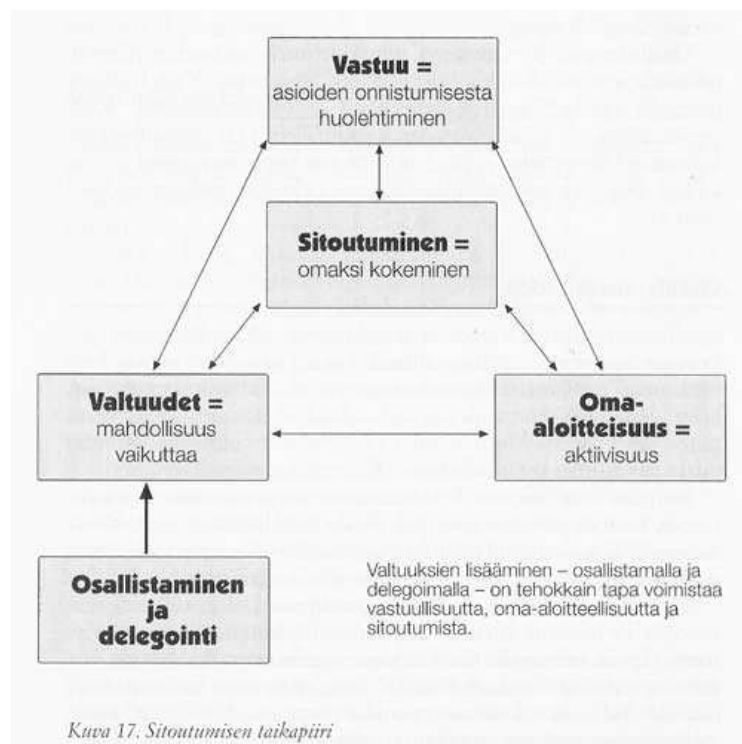 Vastuu =
asioiden onnistumisesta
huolehtiminen
Sitoutuminen =
omaksi kokeminen
Valtuudet =
mahdollisuus
vaikuttaa
Oma-
aloitteisuus =
aktiivisuus
Osallistaminen
ja
delegointi
Valtuuksien lisääminen – osallistamalla ja
delegoimalla – on tehokkain tapa voimistaa
vastuullisuutta, oma-aloitteellisuutta ja
sitoutumista.
Kuva 17. Sitoutumisen taikapiiri